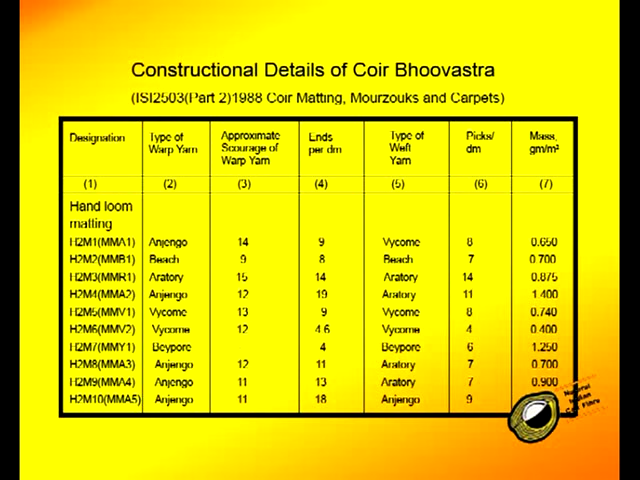 Constructional Details of Coir Bhoovastra
(ISI2503(Part 2)1988 Coir Matting, Mourzouks and Carpets)
Designation Type of Warp Yarn Approximate Scourage of Warp Yarn Ends per dm Type of Weft Yarn Picks/dm Mass, gm/m²
(1) (2) (3) (4) (5) (6) (7)
Hand loom
matting
H2M1(MMA1) Anjengo 14 9 Vycome 8 0.650
H2M2(MMB1) Beach 9 8 Beach 7 0.700
H2M3(MMR1) Aratory 15 14 Aratory 14 0.875
H2M4(MMA2) Anjengo 12 19 Aratory 11 1.400
H2M5(MMV1) Vycome 13 9 Vycome 8 0.740
H2M6(MMV2) Vycome 12 4.6 Vycome 4 0.400
H2M7(MMY1) Beypore 4 Beypore 6 1.250
H2M8(MMA3) Anjengo 12 11 Aratory 7 0.700
H2M9(MMA4) Anjengo 11 13 Aratory 7 0.900
H2M10(MMA5) Anjengo 11 18 Anjengo 9
Natural
Indian
Coir Fibre